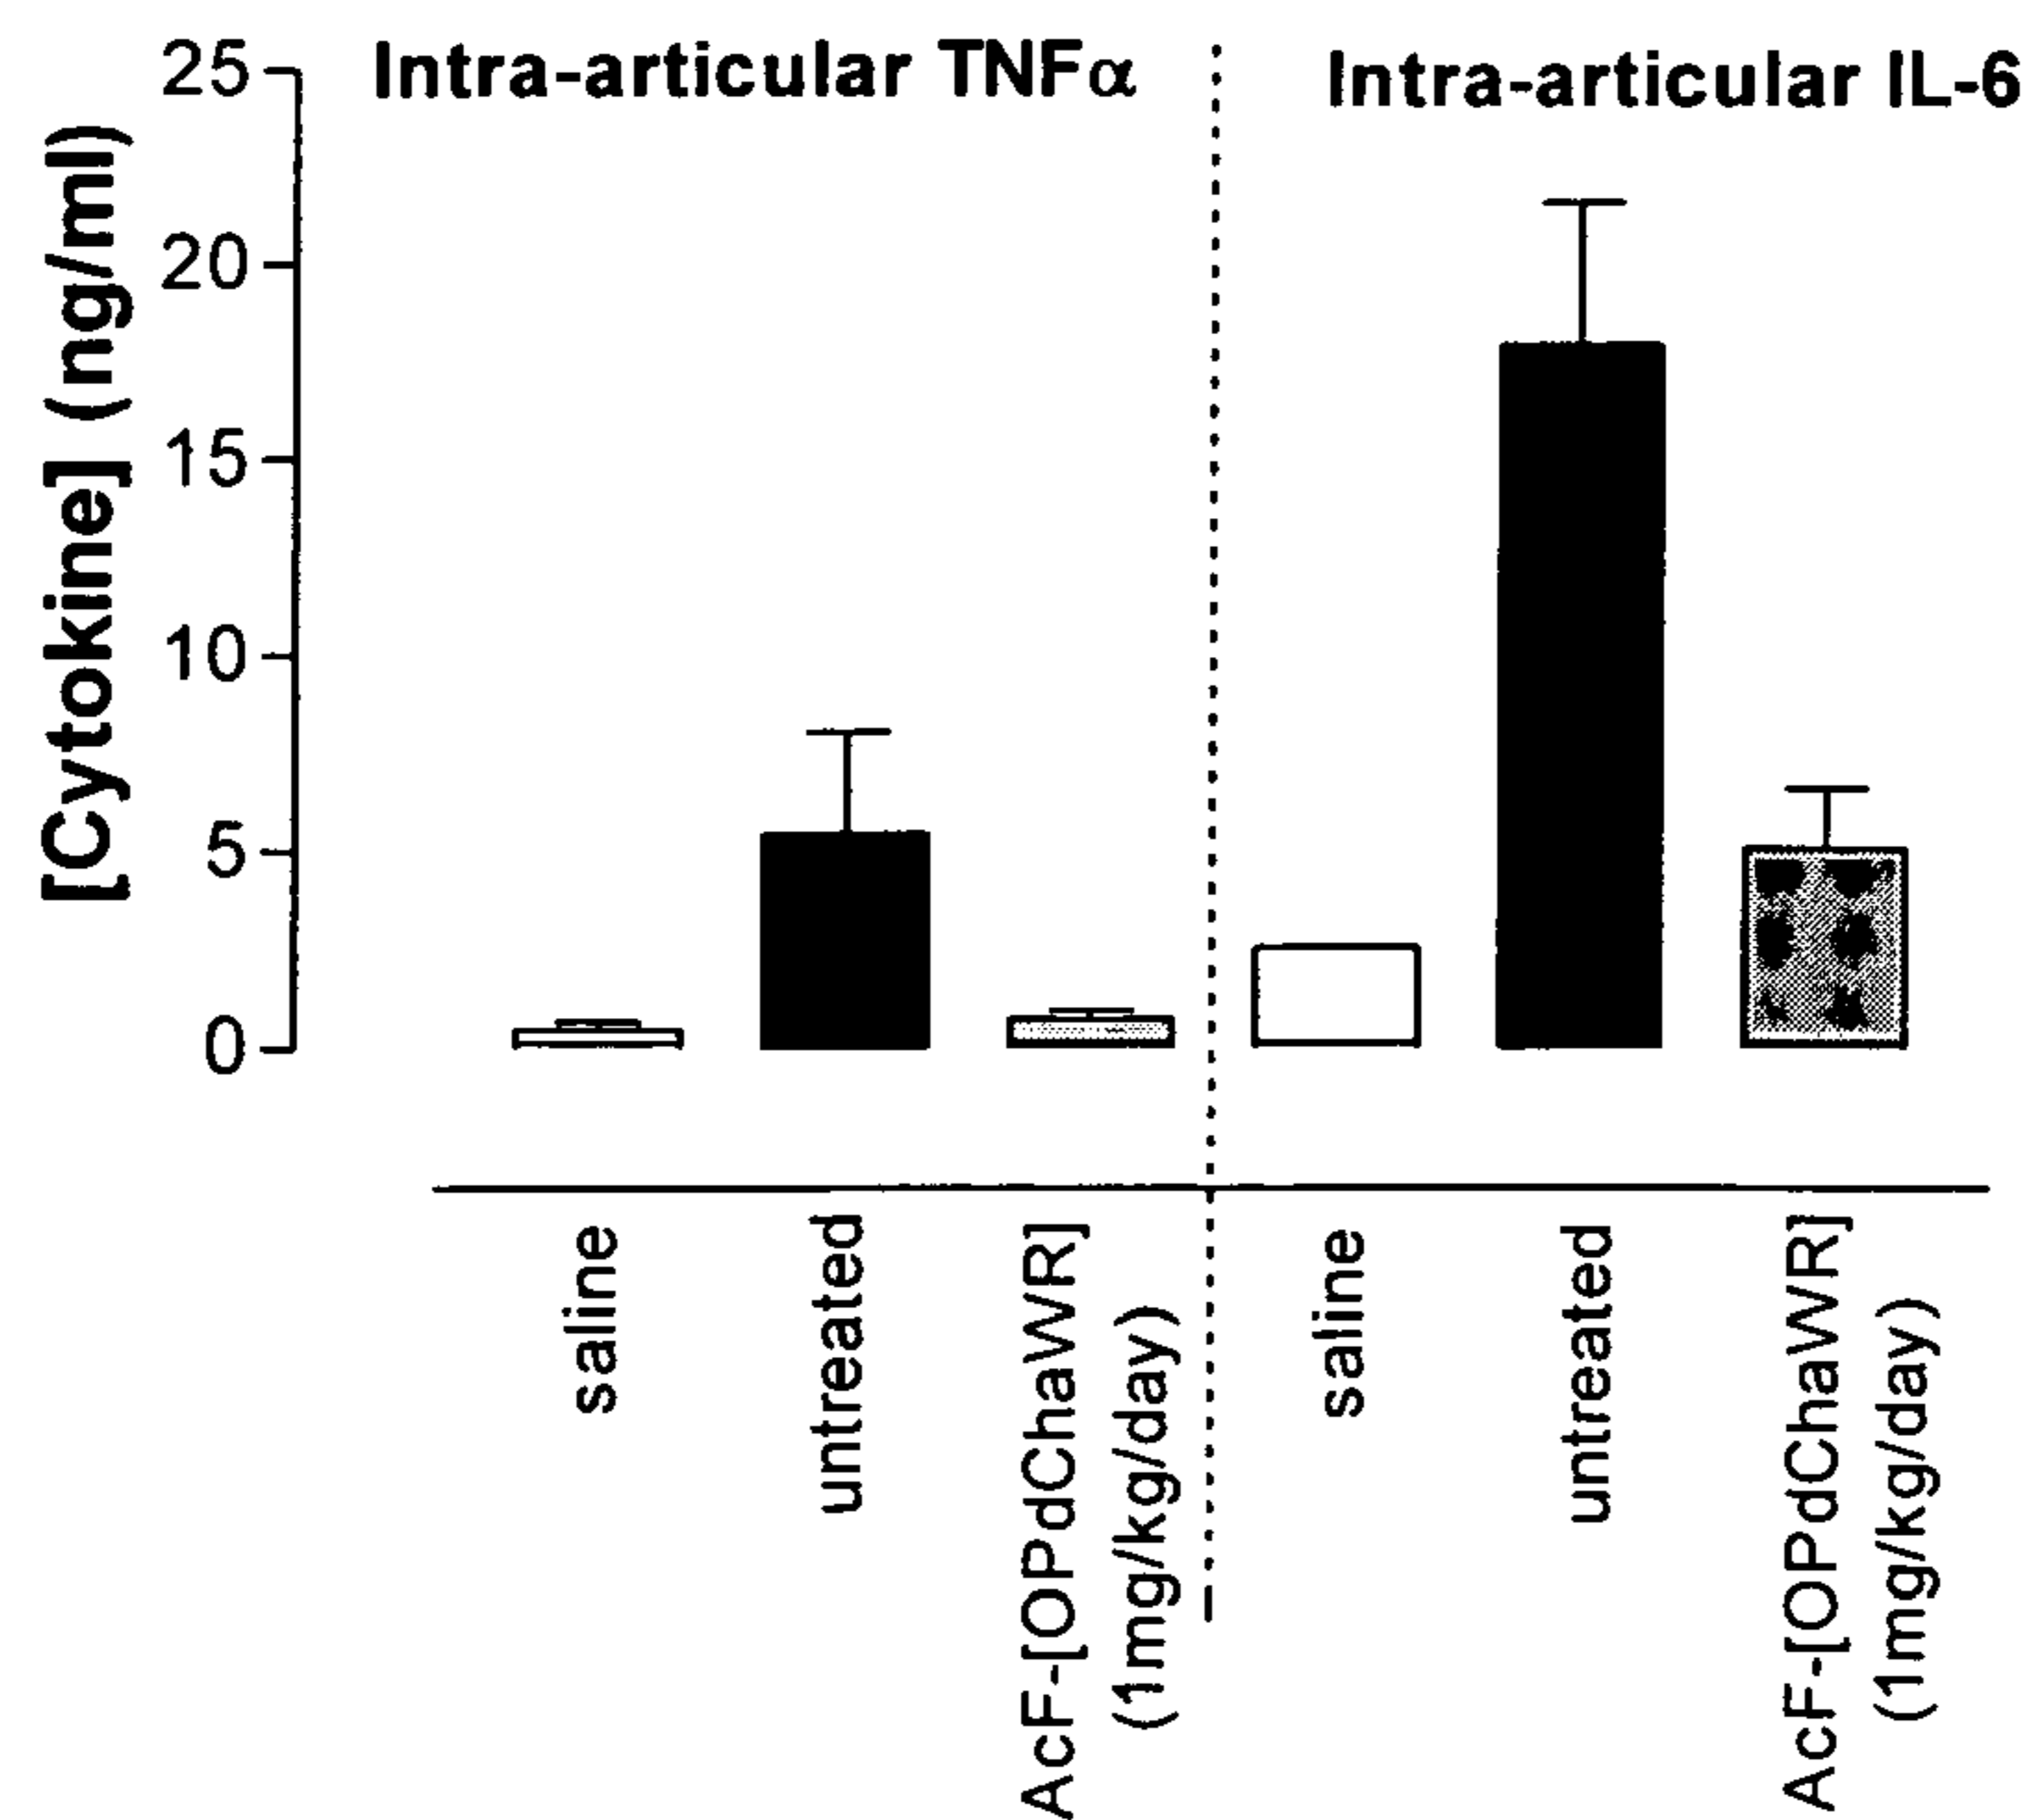 Intra-articular TNFα
Intra-articular IL-6
[Cytokine] (ng/ml)
25
20
15
10
5
0
saline
untreated
AcF-[OPdChaWR]
(1mg/kg/day)
saline
untreated
AcF-[OPdChaWR]
(1mg/kg/day)